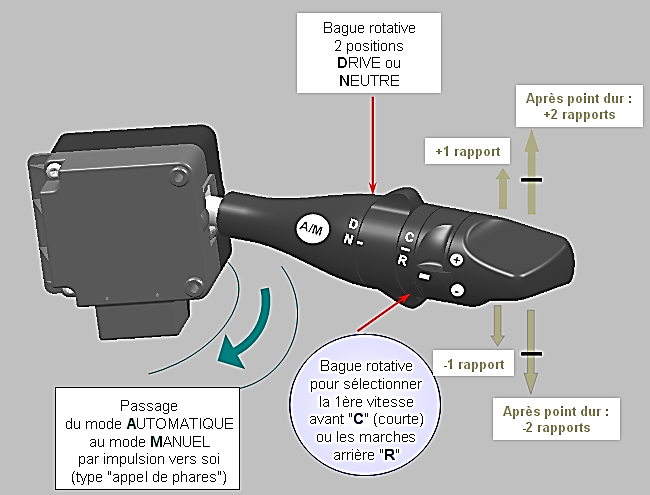 Bague rotative
2 positions
DRIVE ou
NEUTRE
Après point dur :
+2 rapports
+1 rapport
A/M
D
N
C
R
+
-
-1 rapport
Après point dur :
-2 rapports
Bague rotative
pour sélectionner
la 1ère vitesse
avant "C" (courte)
ou les marches
arrière "R"
Passage
du mode AUTOMATIQUE
au mode MANUEL
par impulsion vers soi
(type "appel de phares")